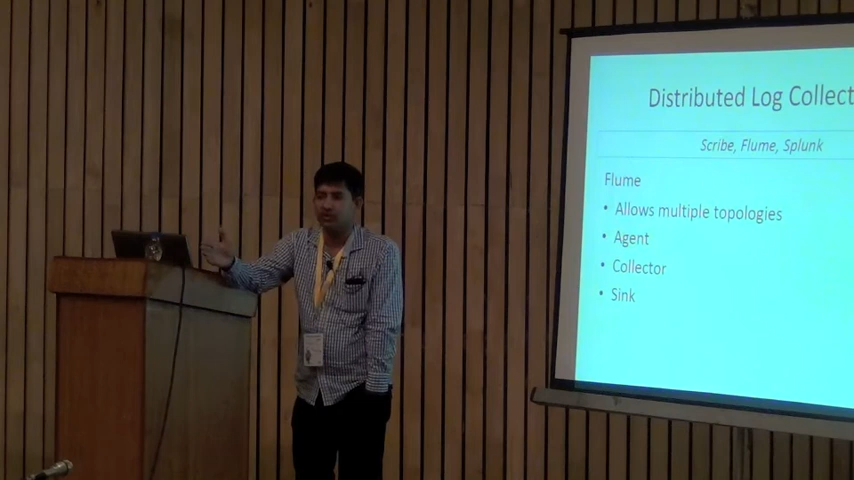 Distributed Log Collect
Scribe, Flume, Splunk
Flume
• Allows multiple topologies
• Agent
• Collector
• Sink